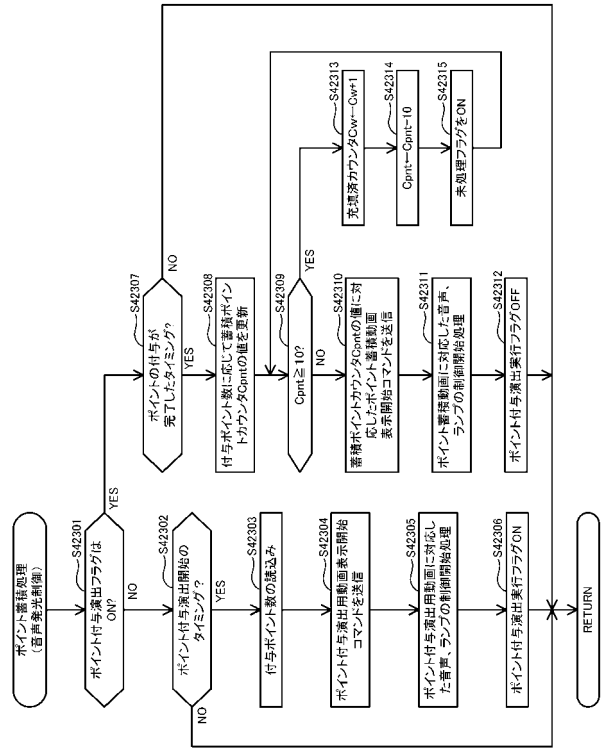 ポイント蓄積処理
(音声発光制御)
S42301
ポイント付与演出フラグは
ON?
YES
NO
S42302
ポイント付与演出開始の
タイミング?
NO
YES
S42303
付与ポイント数の読込み
S42304
ポイント付与演出用動画表示開始
コマンドを送信
S42305
ポイント付与演出用動画に対応し
た音声、ランプの制御開始処理
S42306
ポイント付与演出実行フラグON
RETURN
S42307
ポイントの付与が
完了したタイミング?
NO
YES
S42308
付与ポイント数に応じて蓄積ポイン
トカウンタCpntの値を更新
S42309
Cpnt≧10?
YES
NO
S42310
蓄積ポイントカウンタCpntの値に対
応したポイント蓄積動画
表示開始コマンドを送信
S42311
ポイント蓄積動画に対応した音声、
ランプの制御開始処理
S42312
ポイント付与演出実行フラグOFF
S42313
充填済カウンタCw←Cw+1
S42314
Cpnt←Cpnt-10
S42315
未処理フラグをON